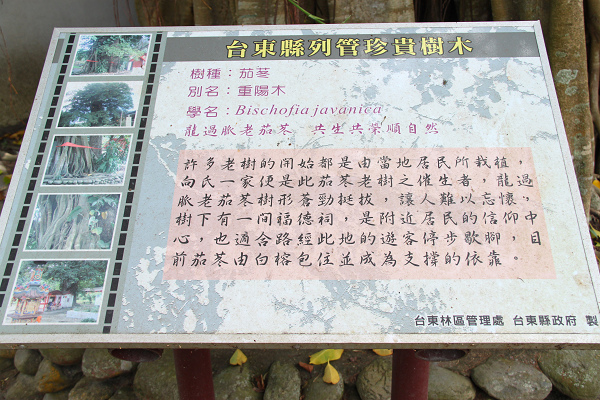 台東縣列管珍貴樹木
樹種：茄苳
別名：重陽木
學名：Bischofia javanica
龍過脈老茄苳 共生共榮順自然
許多老樹的開始都是由當地居民所栽植，
向氏一家便是此茄苳老樹之催生者，龍過
脈老茄苳樹形蒼勁挺拔，讓人難以忘懷，
樹下有一間福德祠，是附近居民的信仰中
心，也適合路經此地的遊客停步歇腳，目
前茄苳由白榕包住並成為支撐的依靠。
台東林區管理處 台東縣政府 製